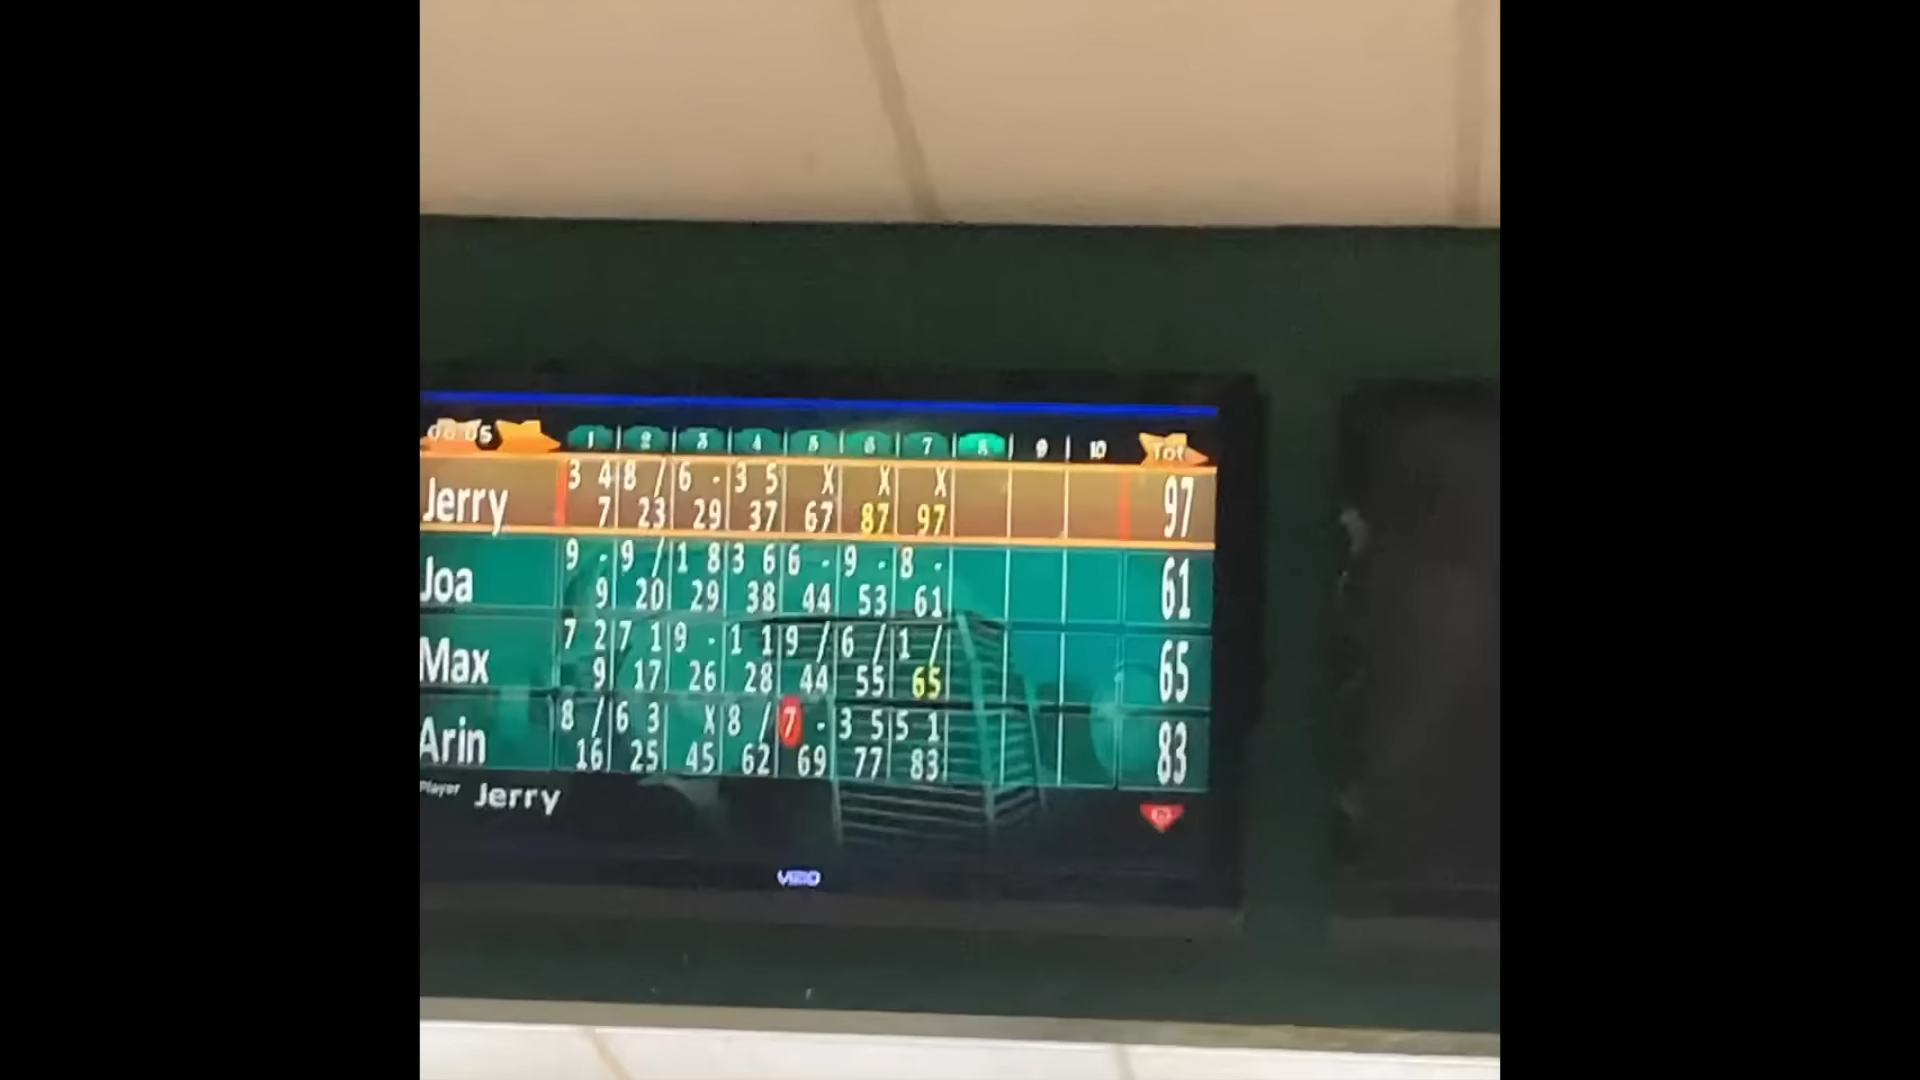 06:05 1 2 3 4 5 6 7 8 9 10 Tot
3 4 8 / 6 - 3 5 X X X
Jerry 7 23 29 37 67 87 97 97
9 - 9 / 1 8 3 6 6 - 9 - 8 -
Joa 9 20 29 38 44 53 61 61
7 2 7 1 9 - 1 1 9 / 6 / 1 /
Max 9 17 26 28 44 55 65 65
8 / 6 3 X 8 / 7 - 3 5 5 1
Arin 16 25 45 62 69 77 83 83
Player Jerry
VIZIO